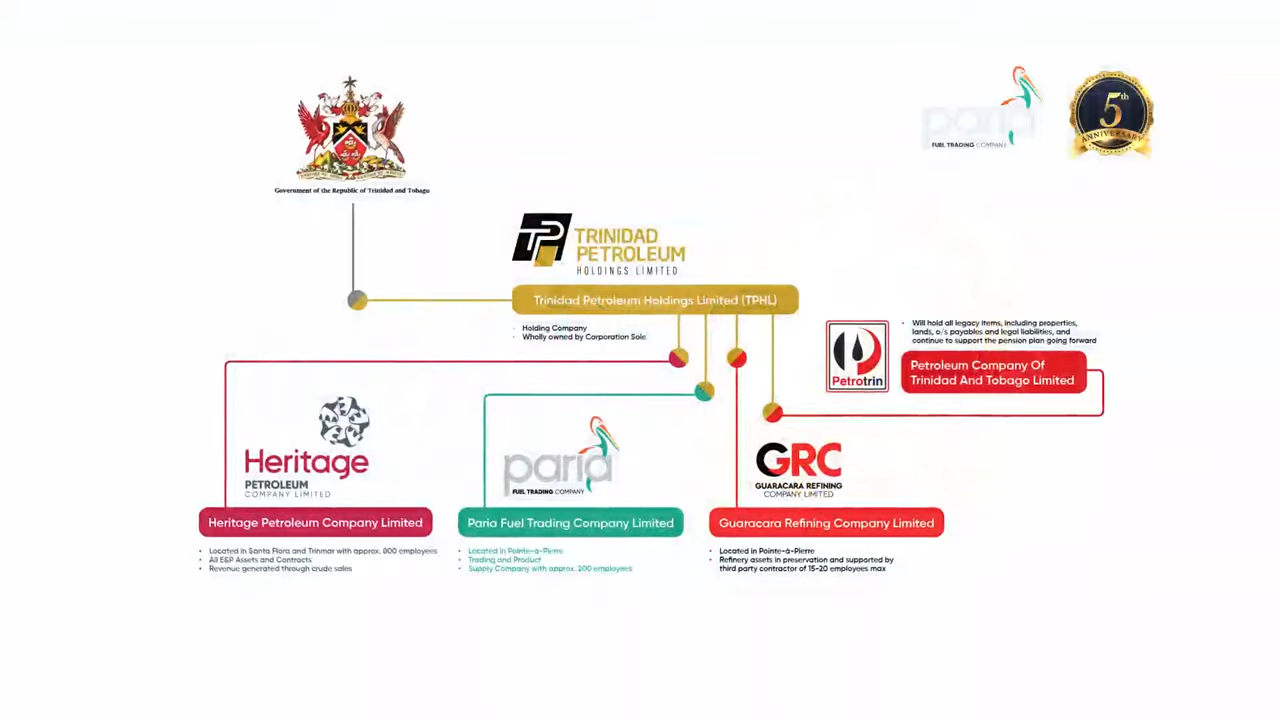 Government of the Republic of Trinidad and Tobago
paria
FUEL TRADING COMPANY
5th
ANNIVERSARY
TP
TRINIDAD
PETROLEUM
HOLDINGS LIMITED
Trinidad Petroleum Holdings Limited (TPHL)
Holding Company
Wholly owned by Corporation Sole
Petrotrin
• Will hold all legacy items, including properties,
lands, o/s payables and legal liabilities, and
continue to support the pension plan going forward
Petroleum Company Of
Trinidad And Tobago Limited
Heritage
PETROLEUM
COMPANY LIMITED
Heritage Petroleum Company Limited
• Located in Santa Flora and Trinmar with approx. 800 employees
• All E&P Assets and Contracts
• Revenue generated through crude sales
paria
FUEL TRADING COMPANY
Paria Fuel Trading Company Limited
• Located in Pointe-à-Pierre
• Trading and Product
• Supply Company with approx. 200 employees
GRC
GUARACARA REFINING
COMPANY LIMITED
Guaracara Refining Company Limited
• Located in Pointe-à-Pierre
• Refinery assets in preservation and supported by
third party contractor of 15-20 employees max